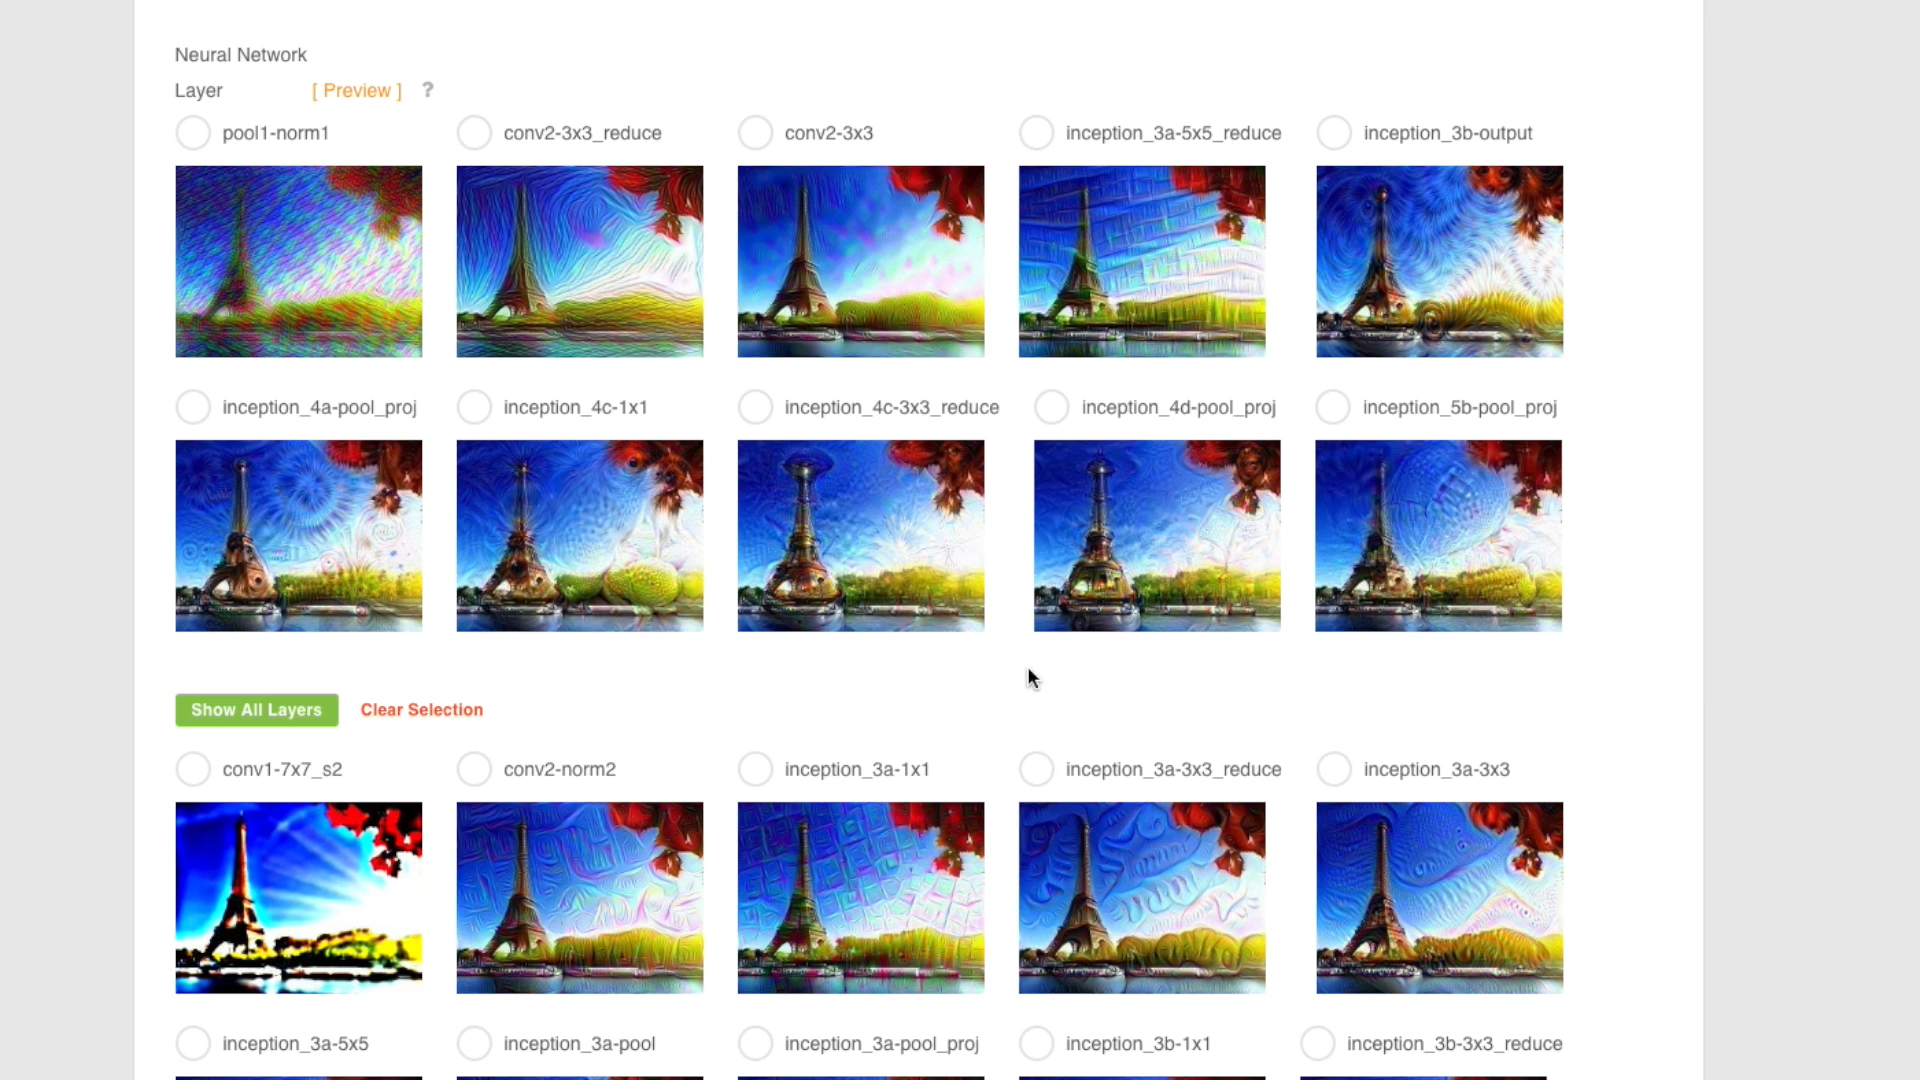 Neural Network
Layer [ Preview ] ?
pool1-norm1 conv2-3x3_reduce conv2-3x3 inception_3a-5x5_reduce inception_3b-output
inception_4a-pool_proj inception_4c-1x1 inception_4c-3x3_reduce inception_4d-pool_proj inception_5b-pool_proj
Show All Layers Clear Selection
conv1-7x7_s2 conv2-norm2 inception_3a-1x1 inception_3a-3x3_reduce inception_3a-3x3
inception_3a-5x5 inception_3a-pool inception_3a-pool_proj inception_3b-1x1 inception_3b-3x3_reduce